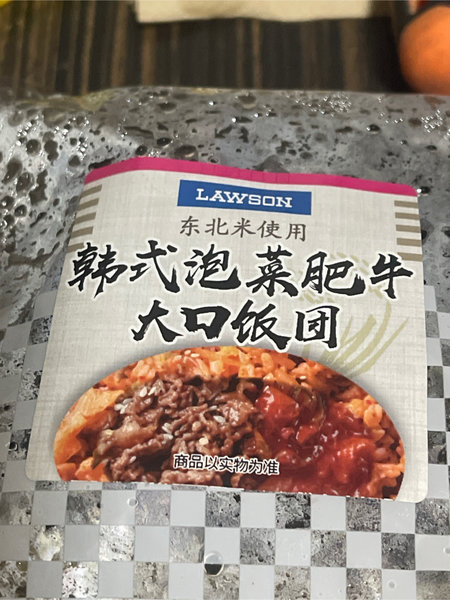 LAWSON
东北米使用
韩式泡菜肥牛
大口饭团
商品以实物为准